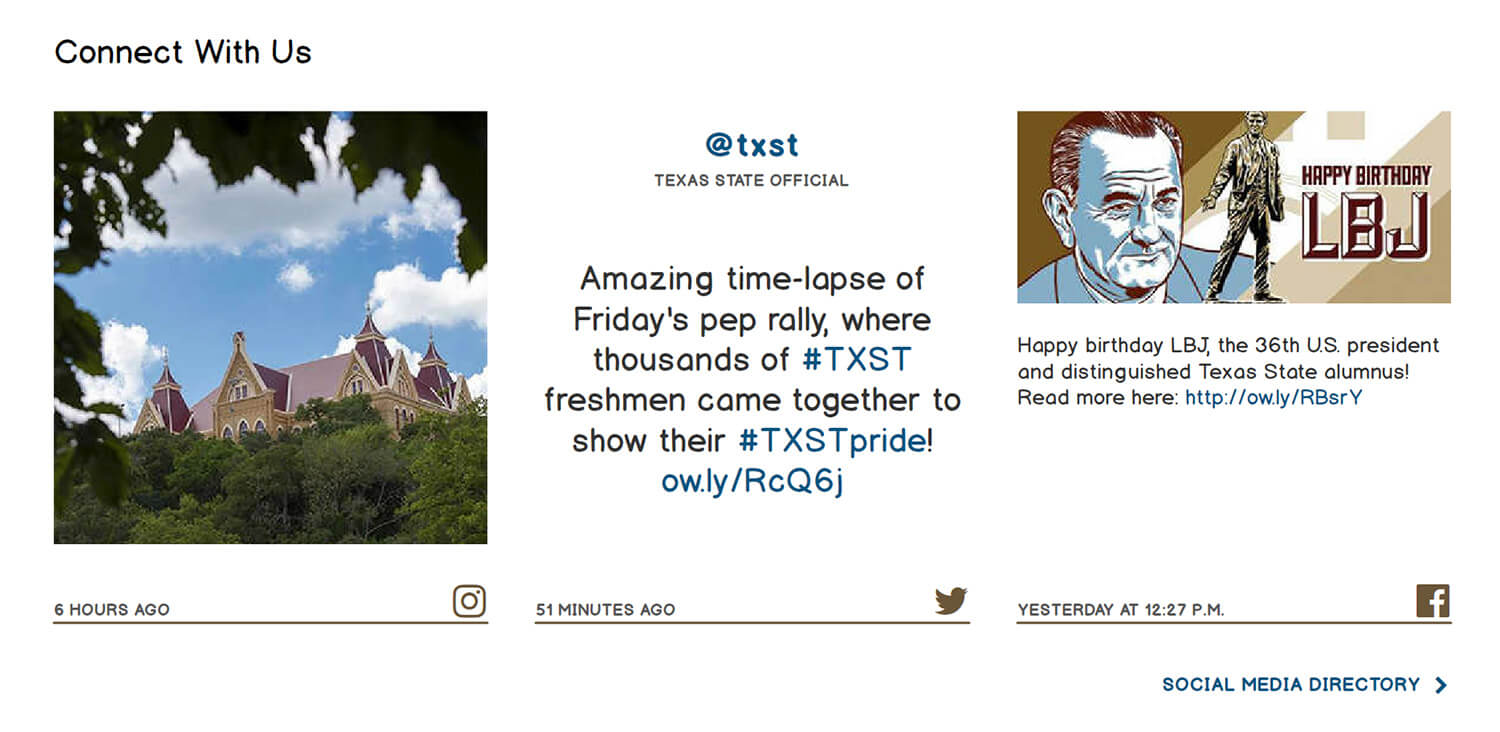 Connect With Us
6 HOURS AGO
@txst
TEXAS STATE OFFICIAL
Amazing time-lapse of
Friday's pep rally, where
thousands of #TXST
freshmen came together to
show their #TXSTpride!
ow.ly/RcQ6j
51 MINUTES AGO
HAPPY BIRTHDAY
LBJ
Happy birthday LBJ, the 36th U.S. president
and distinguished Texas State alumnus!
Read more here: http://ow.ly/RBsrY
YESTERDAY AT 12:27 P.M.
SOCIAL MEDIA DIRECTORY